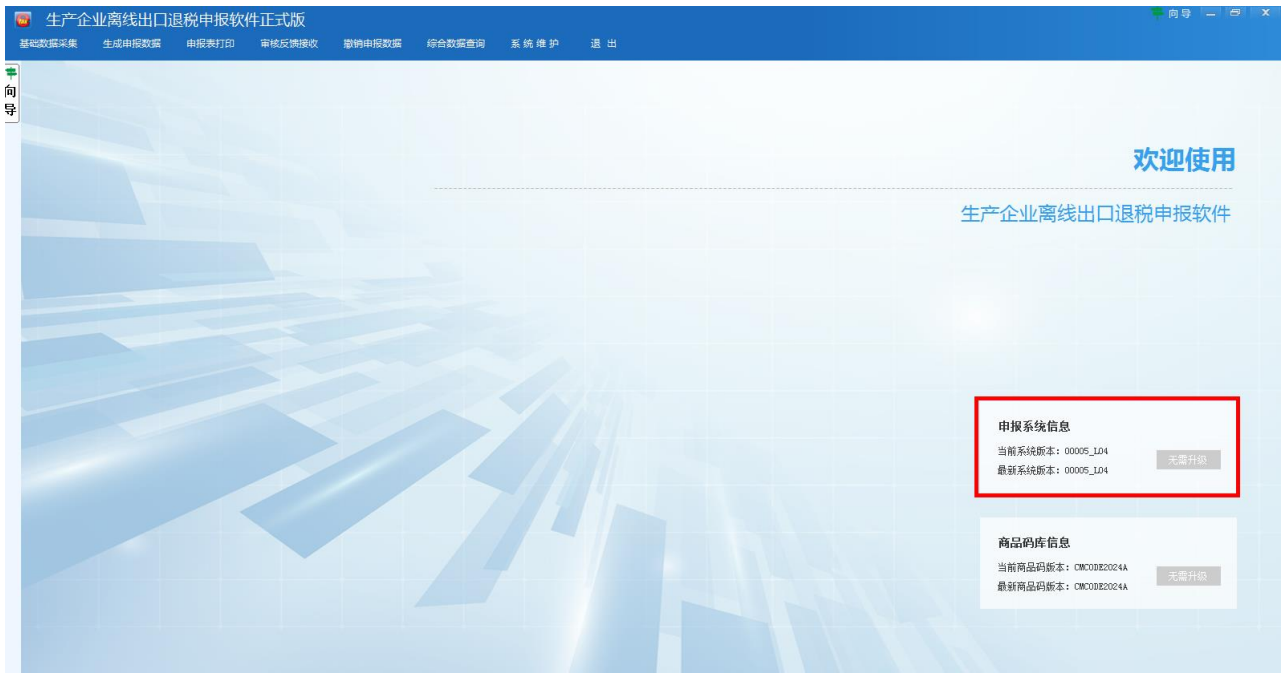 生产企业离线出口退税申报软件正式版
向导
基础数据采集 生成申报数据 申报表打印 审核反馈接收 撤销申报数据 综合数据查询 系统维护 退出
向导
欢迎使用
生产企业离线出口退税申报软件
申报系统信息
当前系统版本：00005_L04
最新系统版本：00005_L04
无需升级
商品码库信息
当前商品码版本：CMCODE2024A
最新商品码版本：CMCODE2024A
无需升级